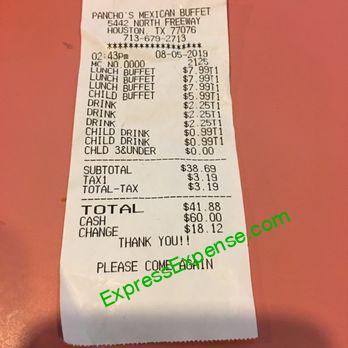 PANCHO'S MEXICAN BUFFET
5442 NORTH FREEWAY
HOUSTON, TX 77076
713-679-2713
************************
02:43Pm 08-05-2019
MC NO.0000 2125
LUNCH BUFFET $7.99T1
LUNCH BUFFET $7.99T1
LUNCH BUFFET $7.99T1
CHILD BUFFET $5.99T1
DRINK $2.25T1
DRINK $2.25T1
DRINK $2.25T1
CHILD DRINK $0.99T1
CHILD DRINK $0.99T1
CHLD 3&UNDER $0.00
SUBTOTAL $38.69
TAX1 $3.19
TOTAL-TAX $3.19
TOTAL $41.88
CASH $60.00
CHANGE $18.12
THANK YOU!!
PLEASE COME AGAIN
ExpressExpense.com